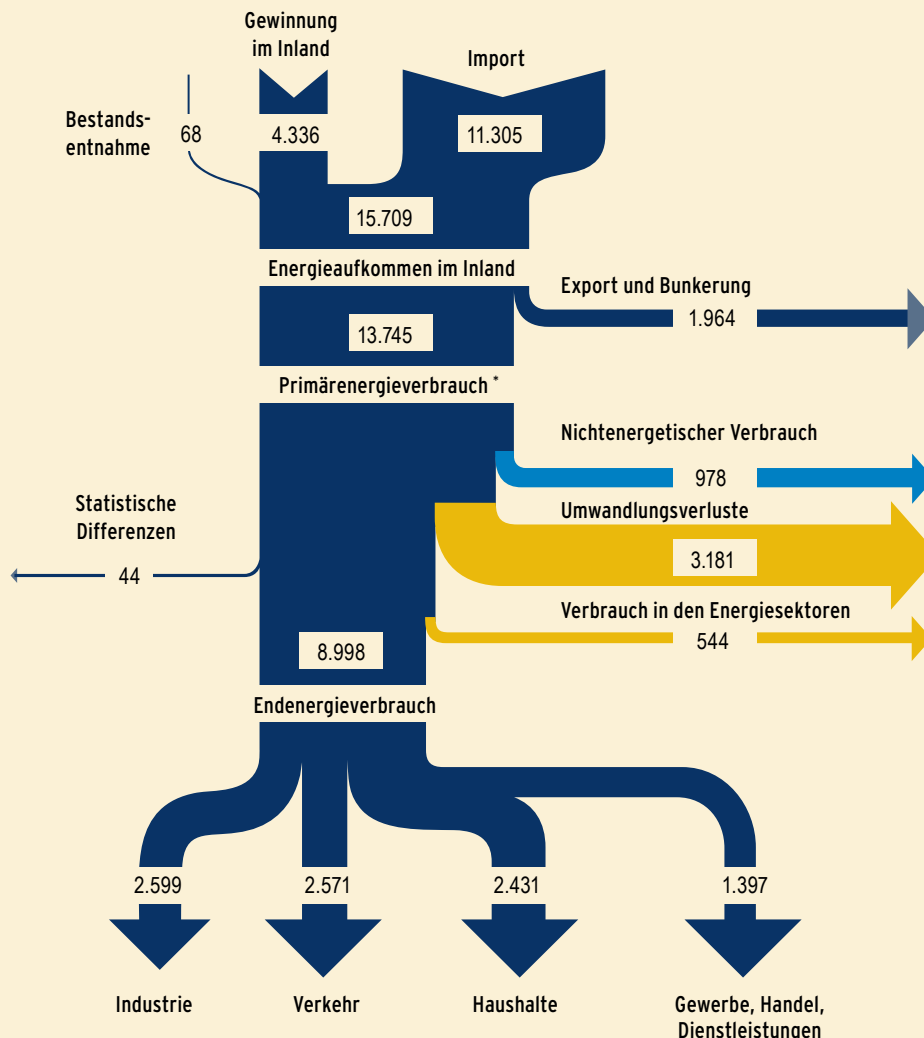 Gewinnung
im Inland
Import
Bestands-
entnahme
68
4.336
11.305
15.709
Energieaufkommen im Inland
Export und Bunkerung
1.964
13.745
Primärenergieverbrauch *
Nichtenergetischer Verbrauch
978
Statistische
Differenzen
44
Umwandlungsverluste
3.181
Verbrauch in den Energiesektoren
544
8.998
Endenergieverbrauch
2.599
2.571
2.431
1.397
Industrie
Verkehr
Haushalte
Gewerbe, Handel,
Dienstleistungen